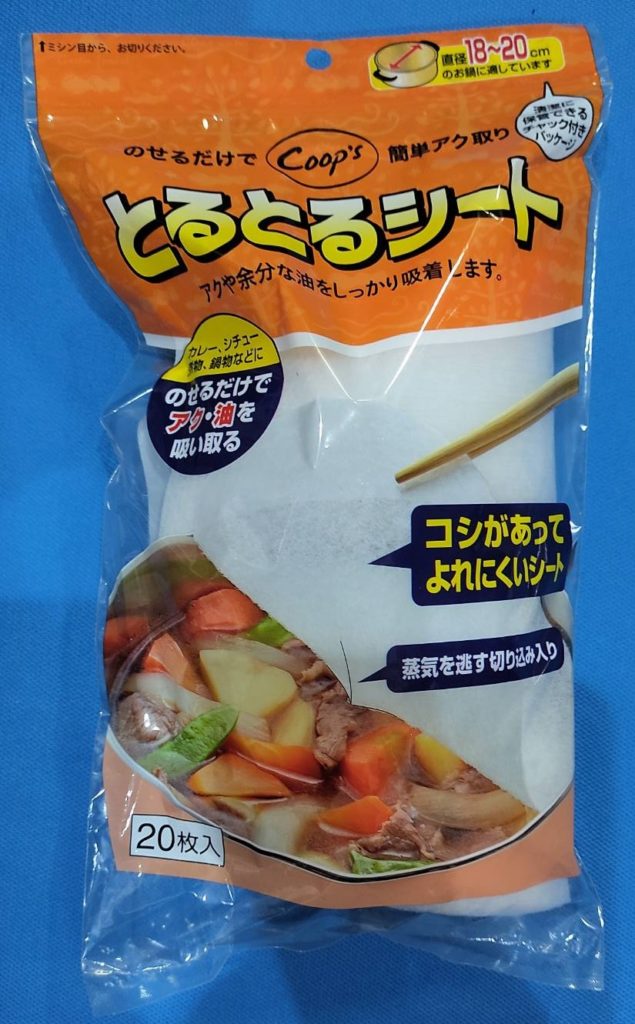 ↑ミシン目から、お切りください。
直径18~20cm
のお鍋に適しています
清潔に
保管できる
チャック付き
パッケージ
のせるだけで Coop's 簡単アク取り
とるとるシート
アクや余分な油をしっかり吸着します。
カレー、シチュー
物、鍋物などに
のせるだけで
アク・油を
吸い取る
コシがあって
よれにくいシート
蒸気を逃す切り込み入り
20枚入